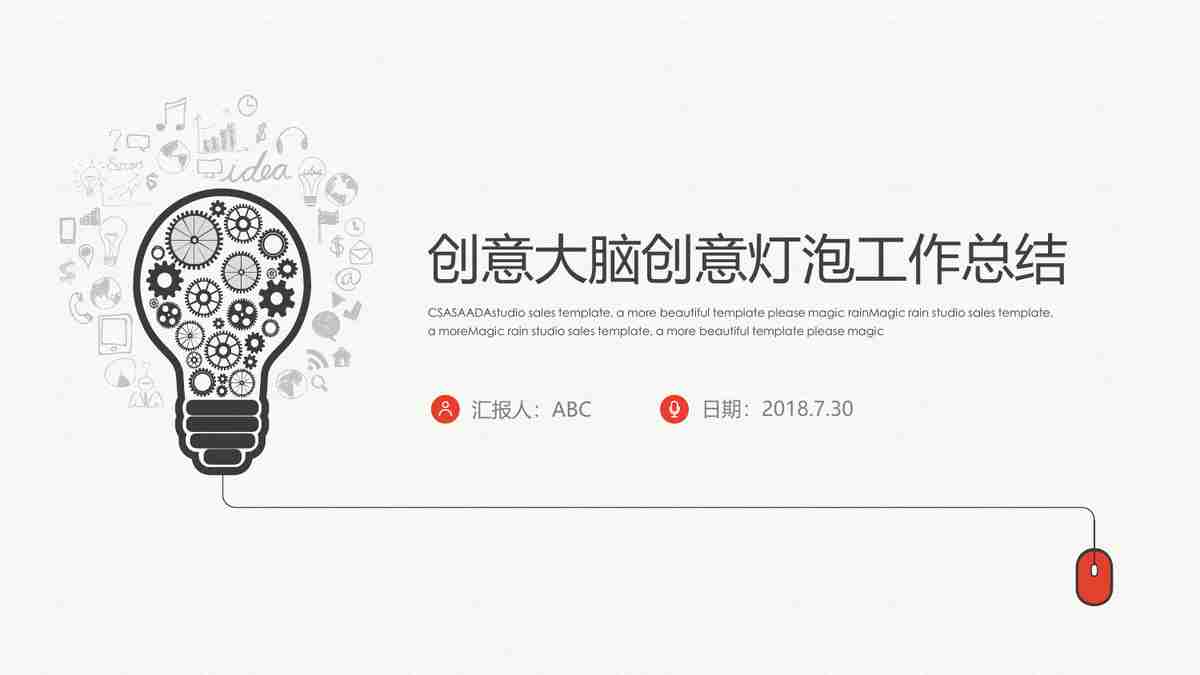 idea
创意大脑创意灯泡工作总结
CSASAADAstudio sales template, a more beautiful template please magic rainMagic rain studio sales template,
a moreMagic rain studio sales template, a more beautiful template please magic
汇报人：ABC
日期：2018.7.30